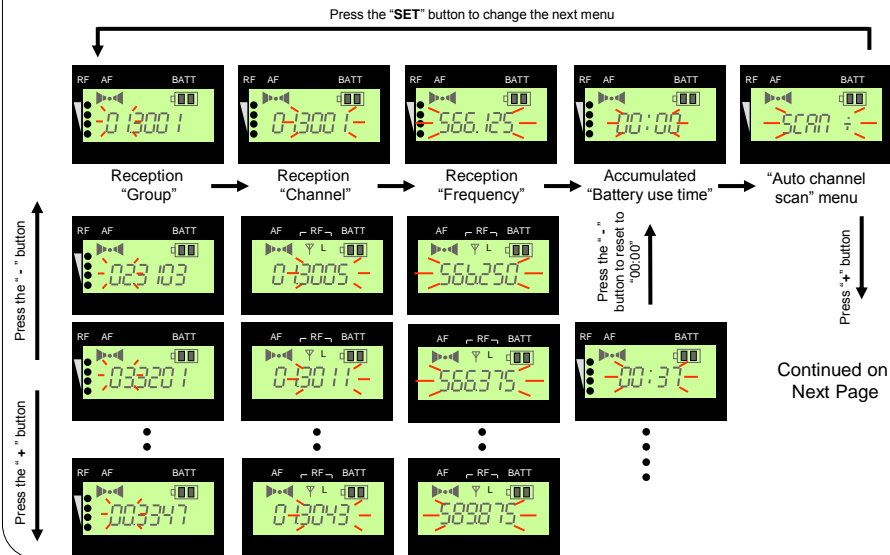 Press the “SET” button to change the next menu
RF AF BATT
RF AF BATT
RF AF BATT
RF AF BATT
RF AF BATT
01.3001
01.3001
566.125
00:00
SCAN ÷
Reception
“Group”
Reception
“Channel”
Reception
“Frequency”
Accumulated
“Battery use time”
“Auto channel
scan” menu
Press the “ - ” button
RF AF BATT
02.3103
AF RF BATT
L
01.3005
AF RF BATT
L
566.250
Press the “ - ”
button to reset to
“00:00”
Press “+” button
RF AF BATT
03.3201
AF RF BATT
L
01.3011
AF RF BATT
L
566.375
RF AF BATT
00:37
Continued on
Next Page
Press the “ + ” button
RF AF BATT
00.3347
AF RF BATT
L
01.3043
AF RF BATT
L
589.875